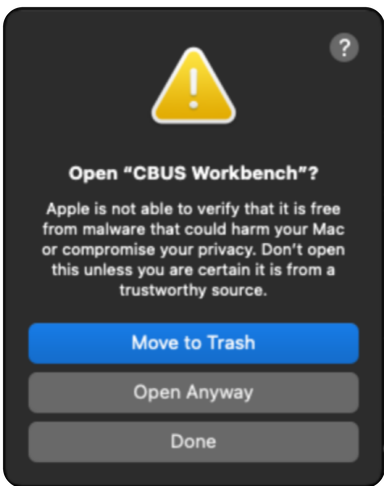 ?
Open “CBUS Workbench”?
Apple is not able to verify that it is free
from malware that could harm your Mac
or compromise your privacy. Don’t open
this unless you are certain it is from a
trustworthy source.
Move to Trash
Open Anyway
Done